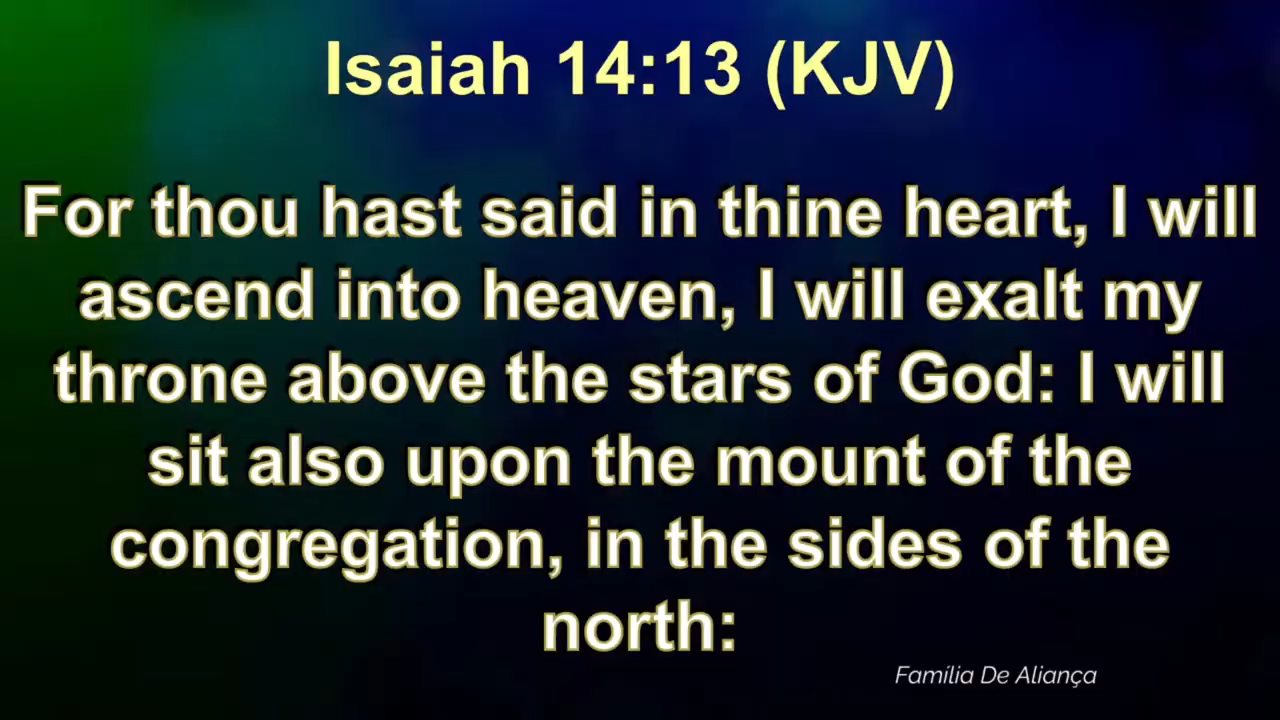 Isaiah 14:13 (KJV)
For thou hast said in thine heart, I will
ascend into heaven, I will exalt my
throne above the stars of God: I will
sit also upon the mount of the
congregation, in the sides of the
north:
Família De Aliança